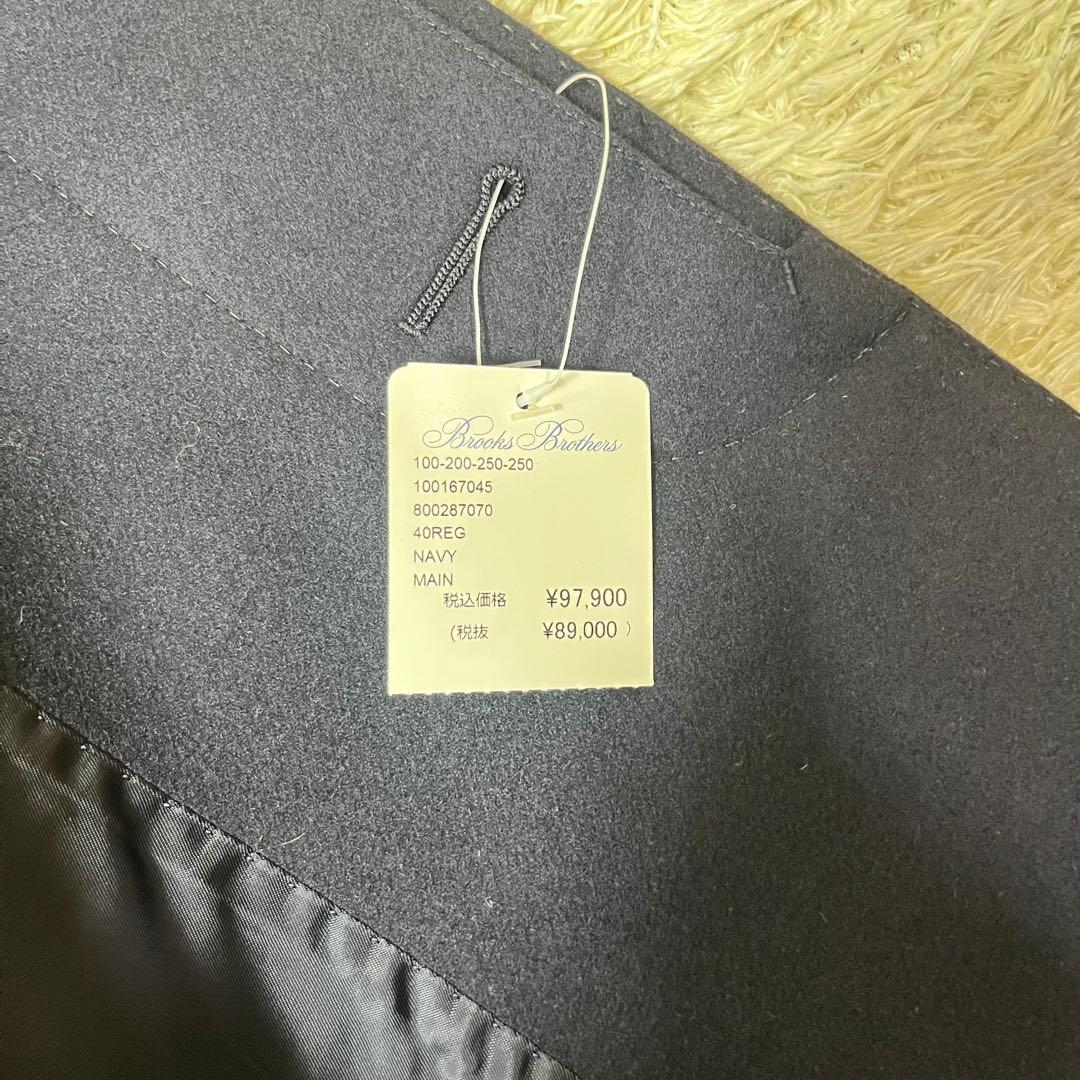 Brooks Brothers
100-200-250-250
100167045
800287070
40REG
NAVY
MAIN
税込価格 ¥97,900
(税抜 ¥89,000 )